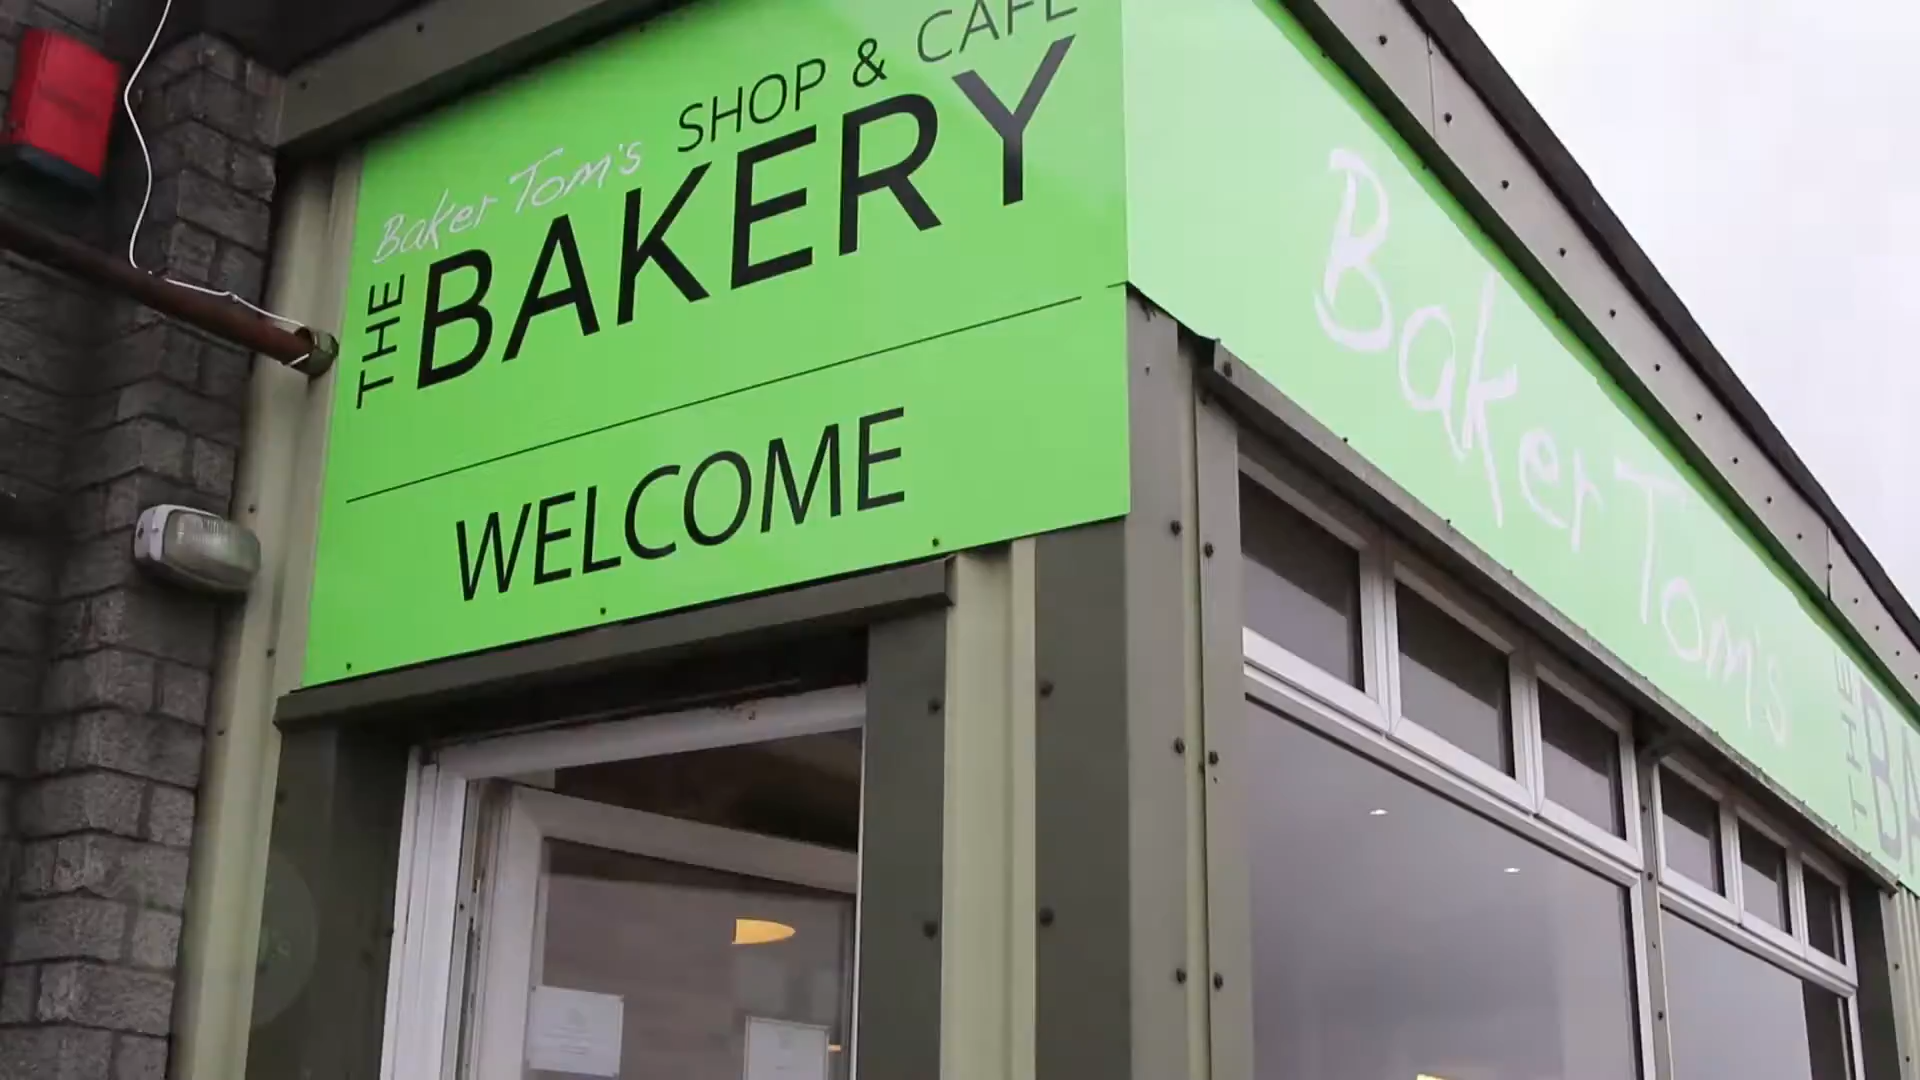 Baker Tom's SHOP & CAFE
THE BAKERY
WELCOME
Baker Tom's
THE BA